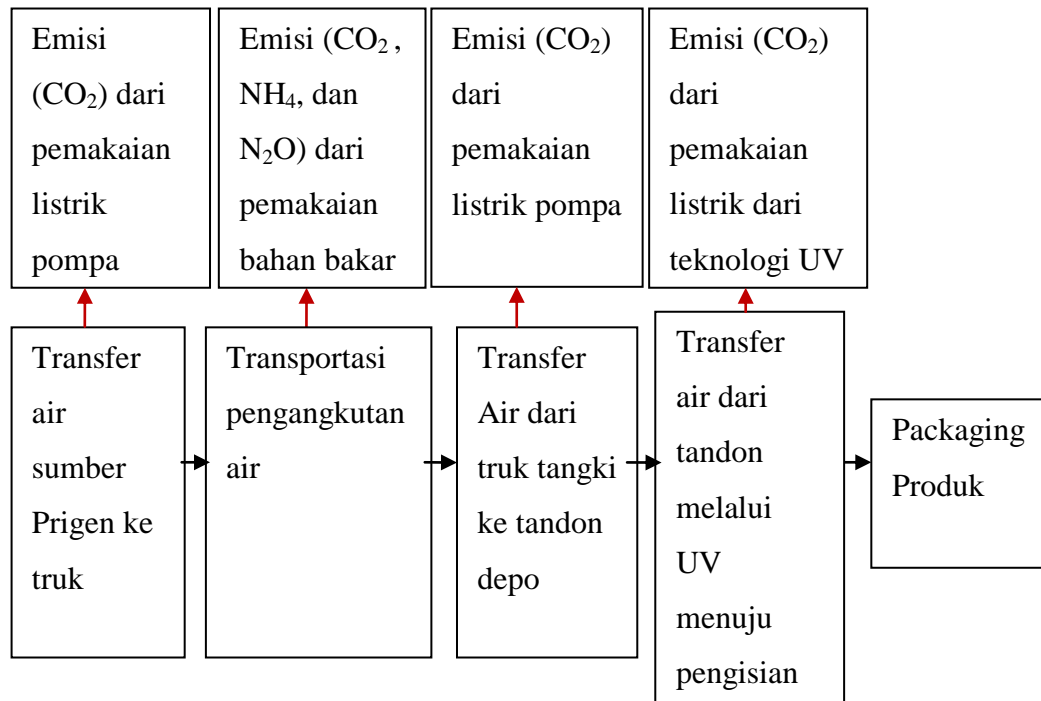 Emisi
(CO₂) dari
pemakaian
listrik
pompa
Emisi (CO₂ ,
NH₄, dan
N₂O) dari
pemakaian
bahan bakar
Emisi (CO₂)
dari
pemakaian
listrik pompa
Emisi (CO₂)
dari
pemakaian
listrik dari
teknologi UV
Transfer
air
sumber
Prigen ke
truk
Transportasi
pengangkutan
air
Transfer
Air dari
truk tangki
ke tandon
depo
Transfer
air dari
tandon
melalui
UV
menuju
pengisian
Packaging
Produk